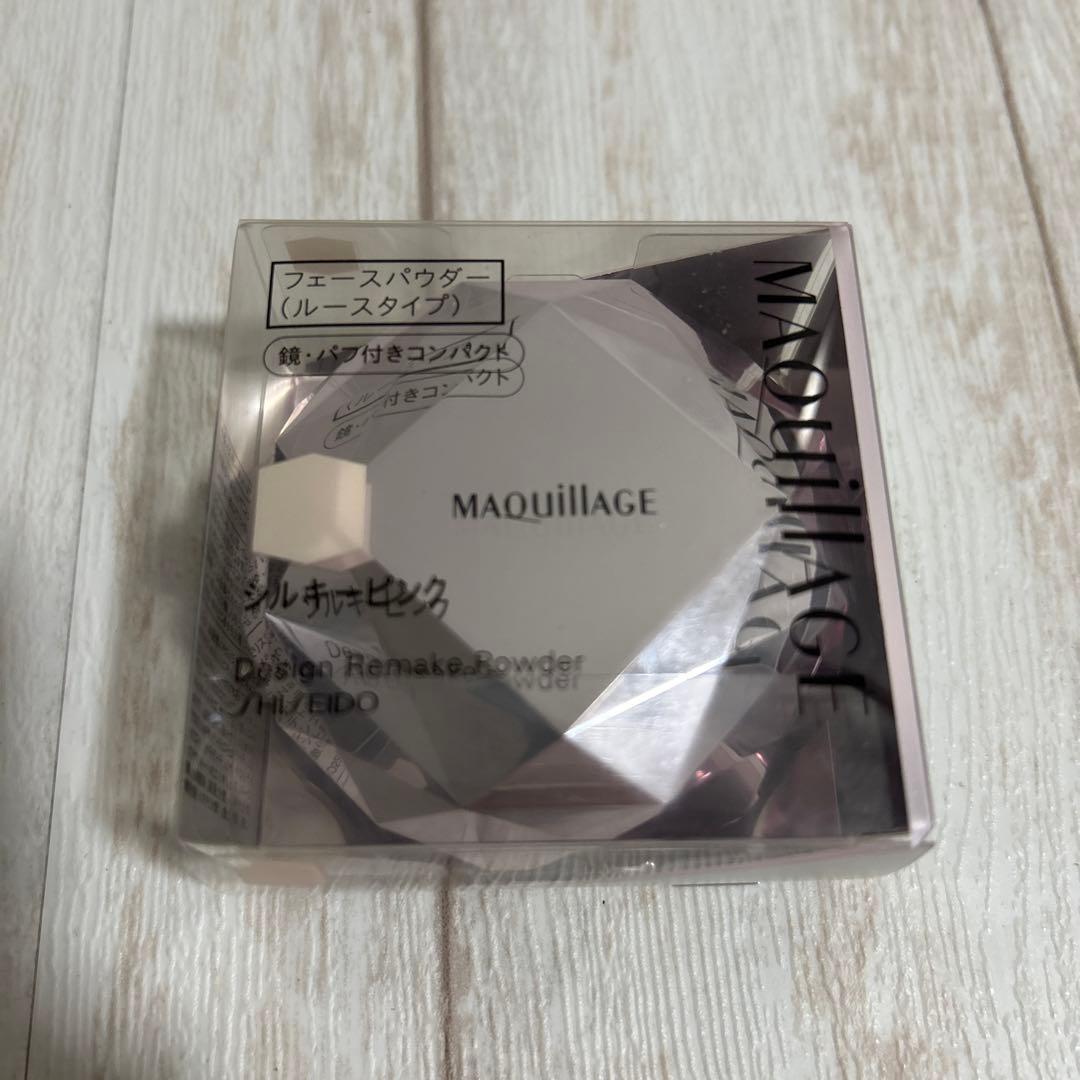 フェースパウダー
(ルースタイプ)
鏡・パフ付きコンパクト
MAQuillAGE
MAQuillAGE
シルキーピンク
Design Remake Powder
SHISEIDO